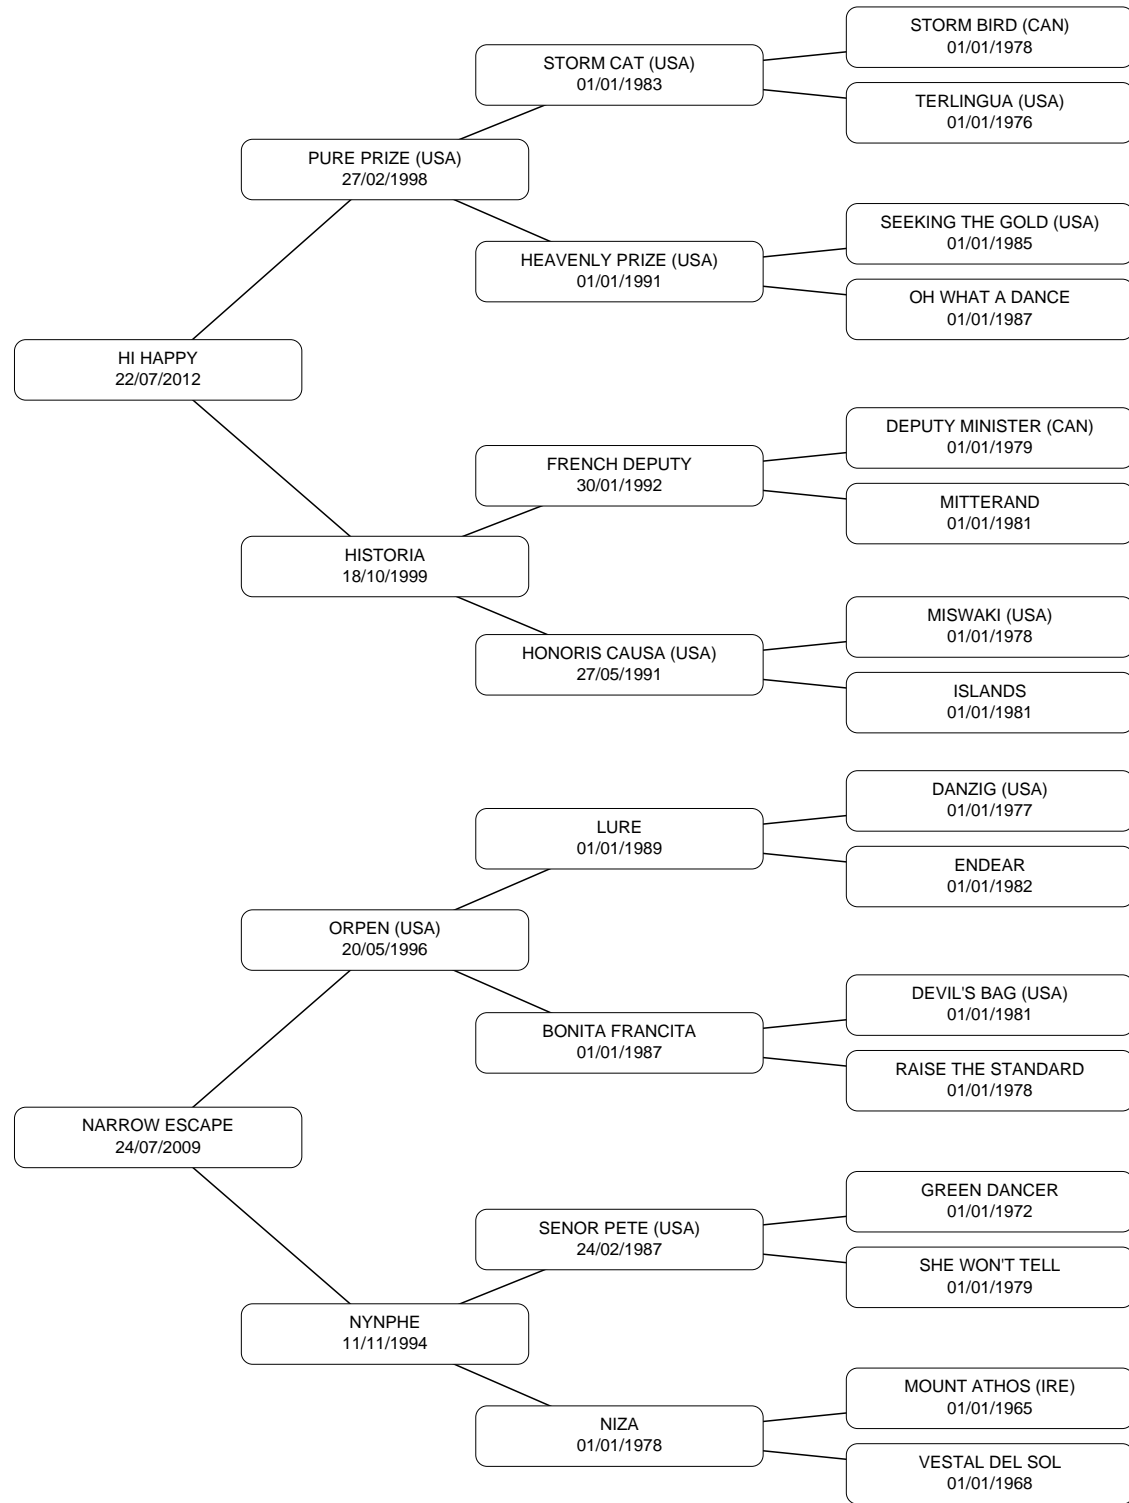 STORM BIRD (CAN)
01/01/1978
STORM CAT (USA)
01/01/1983
TERLINGUA (USA)
01/01/1976
PURE PRIZE (USA)
27/02/1998
SEEKING THE GOLD (USA)
01/01/1985
HEAVENLY PRIZE (USA)
01/01/1991
OH WHAT A DANCE
01/01/1987
HI HAPPY
22/07/2012
DEPUTY MINISTER (CAN)
01/01/1979
FRENCH DEPUTY
30/01/1992
MITTERAND
01/01/1981
HISTORIA
18/10/1999
MISWAKI (USA)
01/01/1978
HONORIS CAUSA (USA)
27/05/1991
ISLANDS
01/01/1981
DANZIG (USA)
01/01/1977
LURE
01/01/1989
ENDEAR
01/01/1982
ORPEN (USA)
20/05/1996
DEVIL'S BAG (USA)
01/01/1981
BONITA FRANCITA
01/01/1987
RAISE THE STANDARD
01/01/1978
NARROW ESCAPE
24/07/2009
GREEN DANCER
01/01/1972
SENOR PETE (USA)
24/02/1987
SHE WON'T TELL
01/01/1979
NYNPHE
11/11/1994
MOUNT ATHOS (IRE)
01/01/1965
NIZA
01/01/1978
VESTAL DEL SOL
01/01/1968